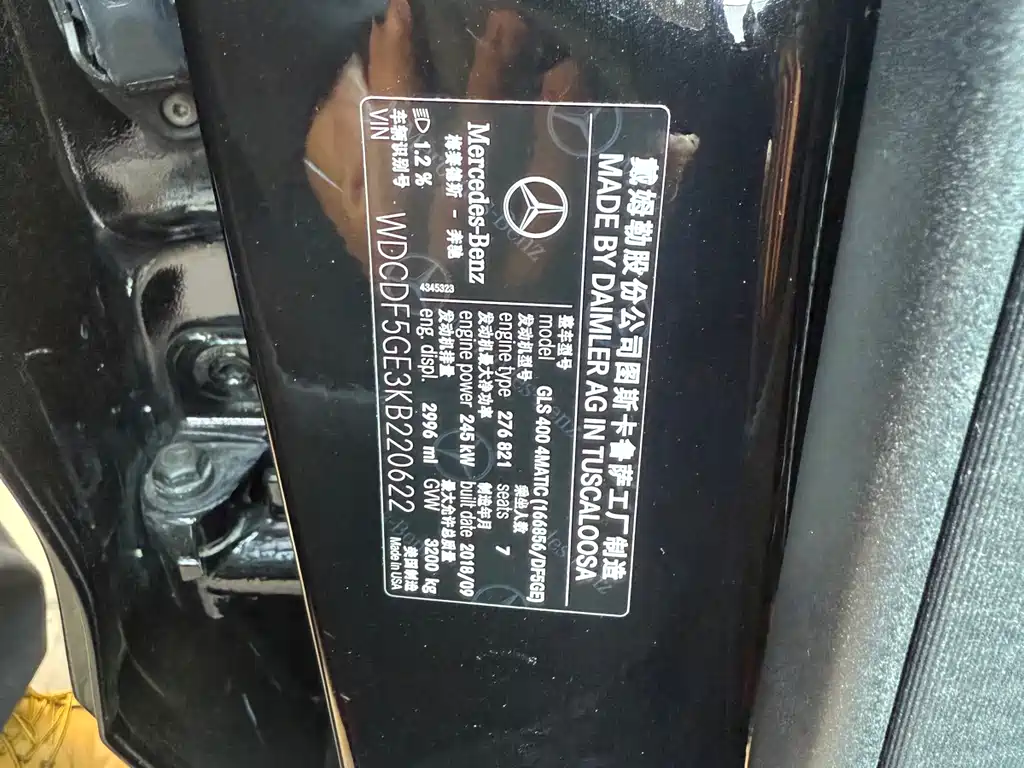 戴姆勒股份公司图斯卡鲁萨工厂制造
MADE BY DAIMLER AG IN TUSCALOOSA
整车型号
model GLS 400 4MATIC (166856/DF5GE)
发动机型号 乘坐人数
engine type 276 821 seats 7
发动机最大净功率 制造年月
engine power 245 kW built date 2018/09
发动机排量 最大允许总质量
eng. displ. 2996 ml GVW 3200 kg
Mercedes-Benz
梅赛德斯 - 奔驰
4345323
1.2 %
车辆识别号
VIN WDCDF5GE3KB220622
美国制造
Made in USA